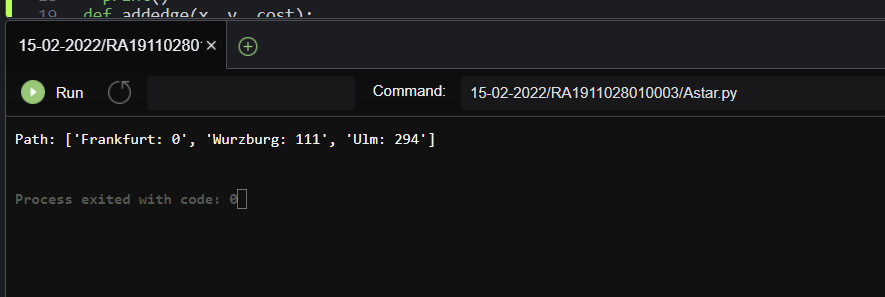 print()
19 def addedge(x, y, cost):
15-02-2022/RA19110280 ×
Run
Command: 15-02-2022/RA1911028010003/Astar.py
Path: ['Frankfurt: 0', 'Wurzburg: 111', 'Ulm: 294']
Process exited with code: 0